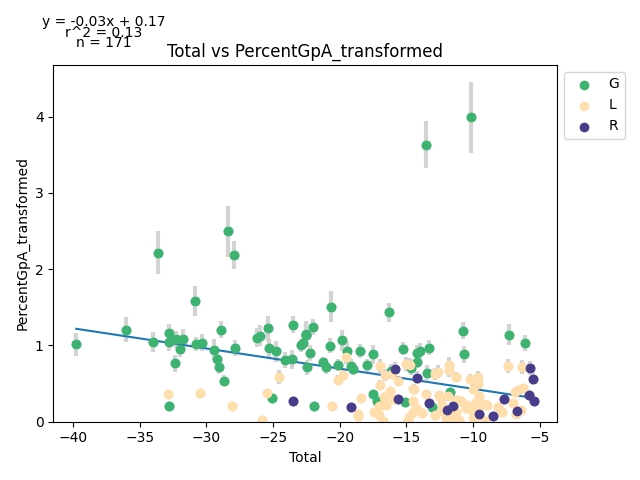 y = -0.03x + 0.17
r^2 = 0.13
n = 171
Total vs PercentGpA_transformed
G
L
R
PercentGpA_transformed
4
3
2
1
0
−40
−35
−30
−25
−20
−15
−10
−5
Total